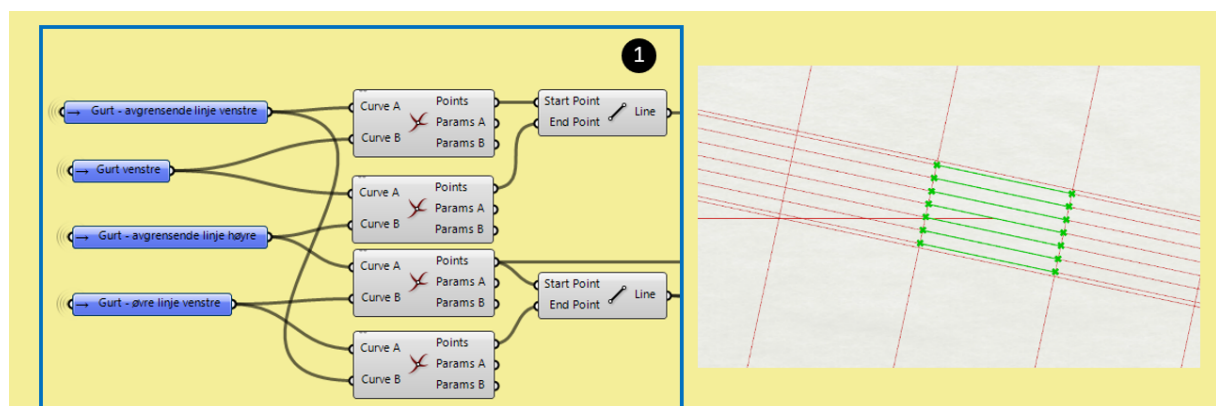 1
Gurt - avgrensende linje venstre
Gurt venstre
Gurt - avgrensende linje høyre
Gurt - øvre linje venstre
Curve A
Curve B
Points
Params A
Params B
Curve A
Curve B
Points
Params A
Params B
Curve A
Curve B
Points
Params A
Params B
Curve A
Curve B
Points
Params A
Params B
Start Point
End Point
Line
Start Point
End Point
Line